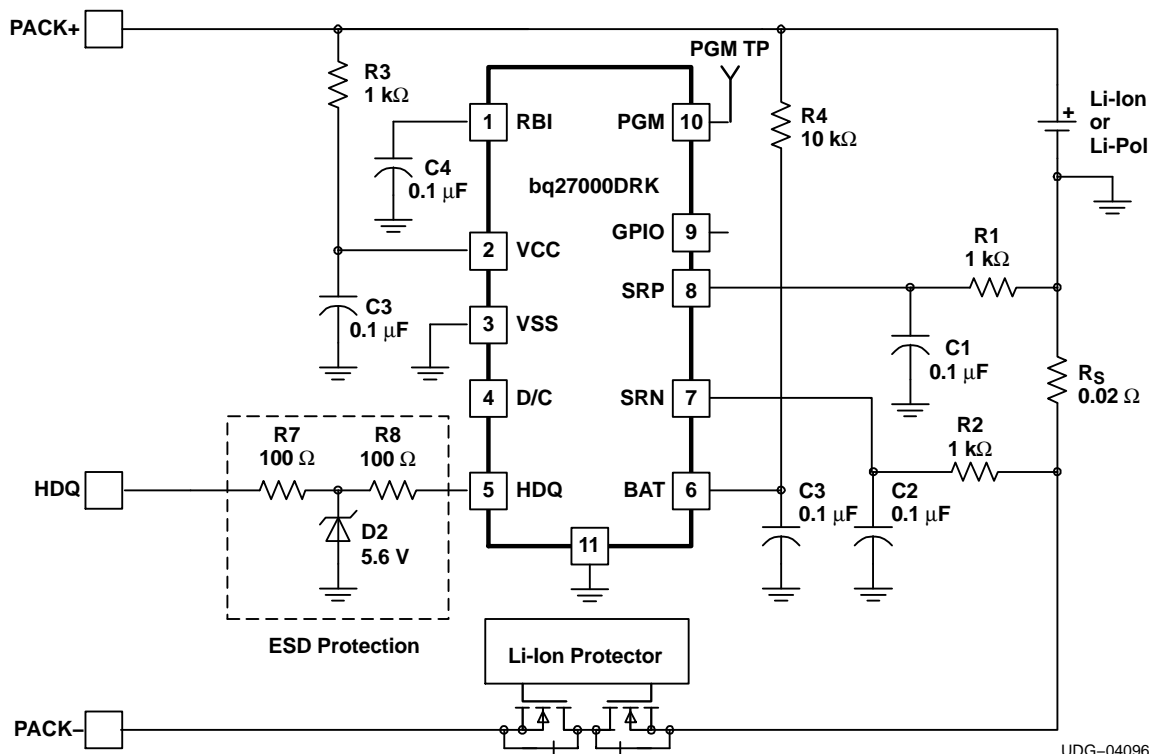 PACK+
R3
1 kΩ
C4
0.1 μF
C3
0.1 μF
1 RBI
2 VCC
3 VSS
4 D/C
5 HDQ
bq27000DRK
PGM 10
GPIO 9
SRP 8
SRN 7
BAT 6
11
PGM TP
R4
10 kΩ
Li-Ion
or
Li-Pol
+
R1
1 kΩ
C1
0.1 μF
RS
0.02 Ω
R2
1 kΩ
C3
0.1 μF
C2
0.1 μF
HDQ
R7
100 Ω
R8
100 Ω
D2
5.6 V
ESD Protection
Li-Ion Protector
PACK–
UDG–04096